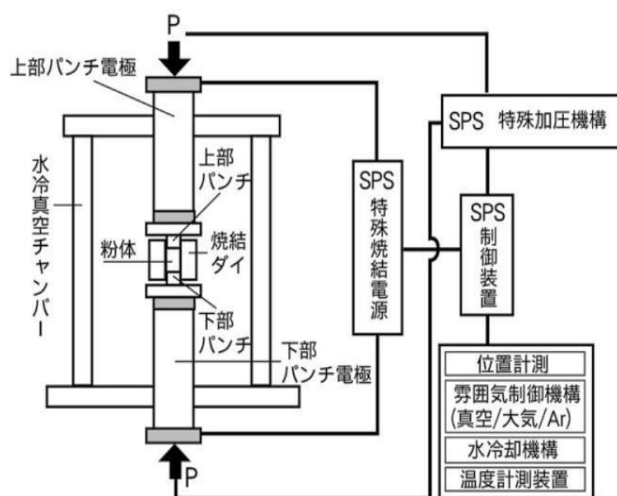 P
上部パンチ電極
SPS 特殊加圧機構
水冷真空チャンバー
上部
パンチ
粉体
焼結
ダイ
SPS
特殊焼結電源
SPS
制御装置
下部
パンチ
下部
パンチ電極
P
位置計測
雰囲気制御機構
(真空/大気/Ar)
水冷却機構
温度計測装置